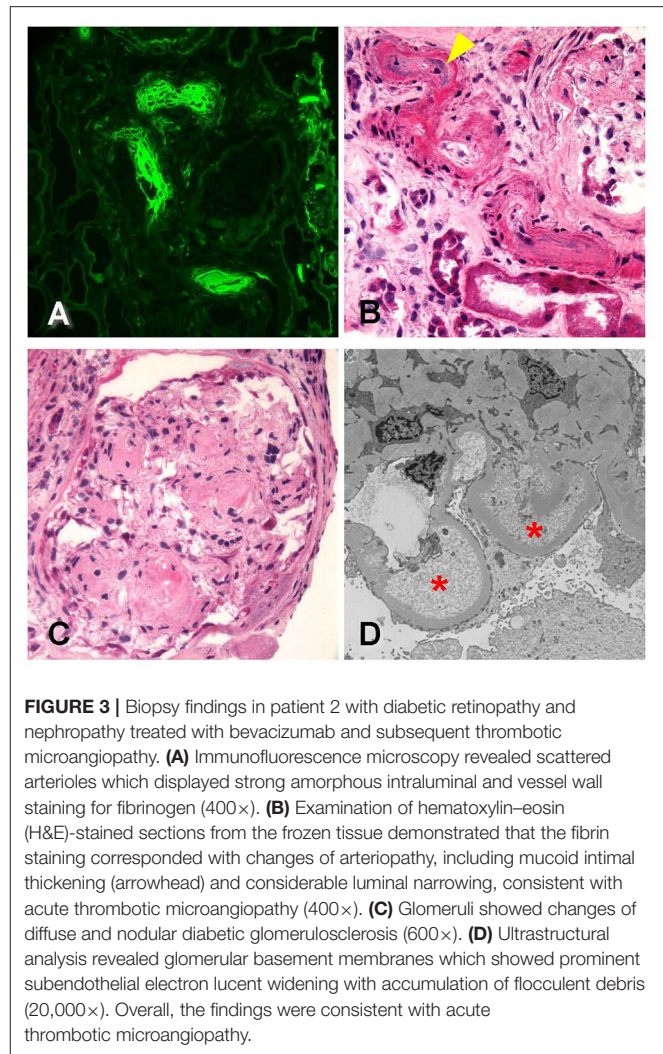 A
B
C
D
FIGURE 3 | Biopsy findings in patient 2 with diabetic retinopathy and
nephropathy treated with bevacizumab and subsequent thrombotic
microangiopathy. (A) Immunofluorescence microscopy revealed scattered
arterioles which displayed strong amorphous intraluminal and vessel wall
staining for fibrinogen (400×). (B) Examination of hematoxylin–eosin
(H&E)-stained sections from the frozen tissue demonstrated that the fibrin
staining corresponded with changes of arteriopathy, including mucoid intimal
thickening (arrowhead) and considerable luminal narrowing, consistent with
acute thrombotic microangiopathy (400×). (C) Glomeruli showed changes of
diffuse and nodular diabetic glomerulosclerosis (600×). (D) Ultrastructural
analysis revealed glomerular basement membranes which showed prominent
subendothelial electron lucent widening with accumulation of flocculent debris
(20,000×). Overall, the findings were consistent with acute
thrombotic microangiopathy.